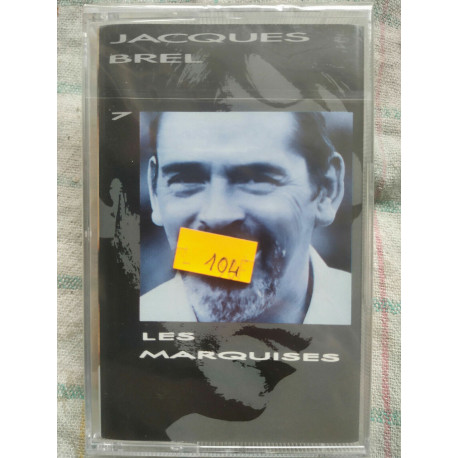 JACQUES
BREL
7
104
LES
MARQUISES